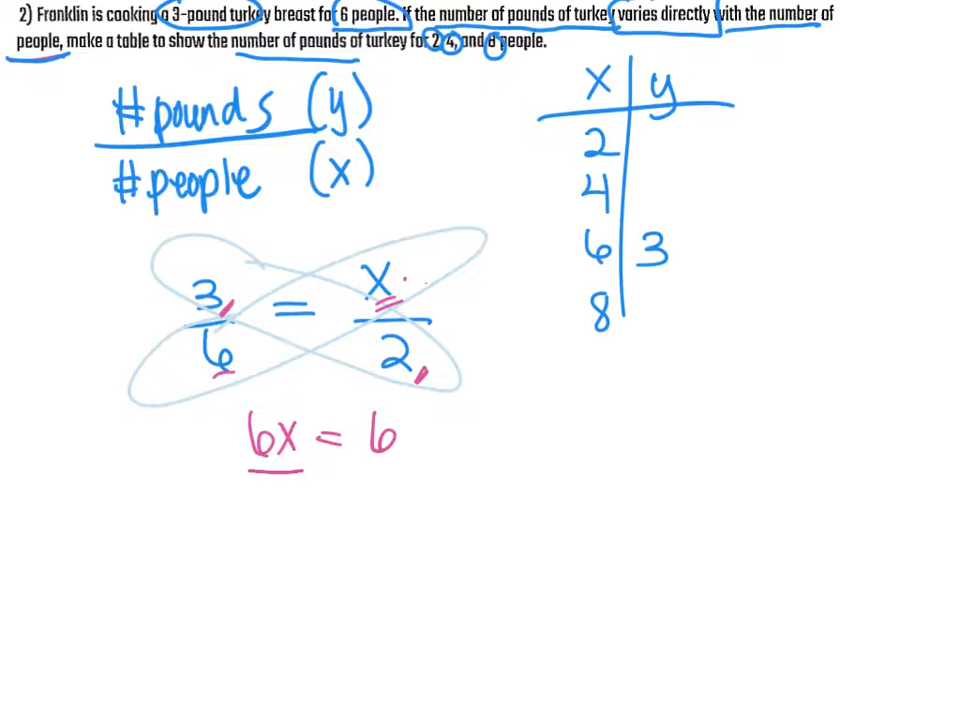 2) Franklin is cooking a 3-pound turkey breast for 6 people. If the number of pounds of turkey varies directly with the number of
people, make a table to show the number of pounds of turkey for 2, 4, and 8 people.
# pounds (y)
# people (x)
x y
2
4
6 3
8
3 = x
6 2
6x = 6